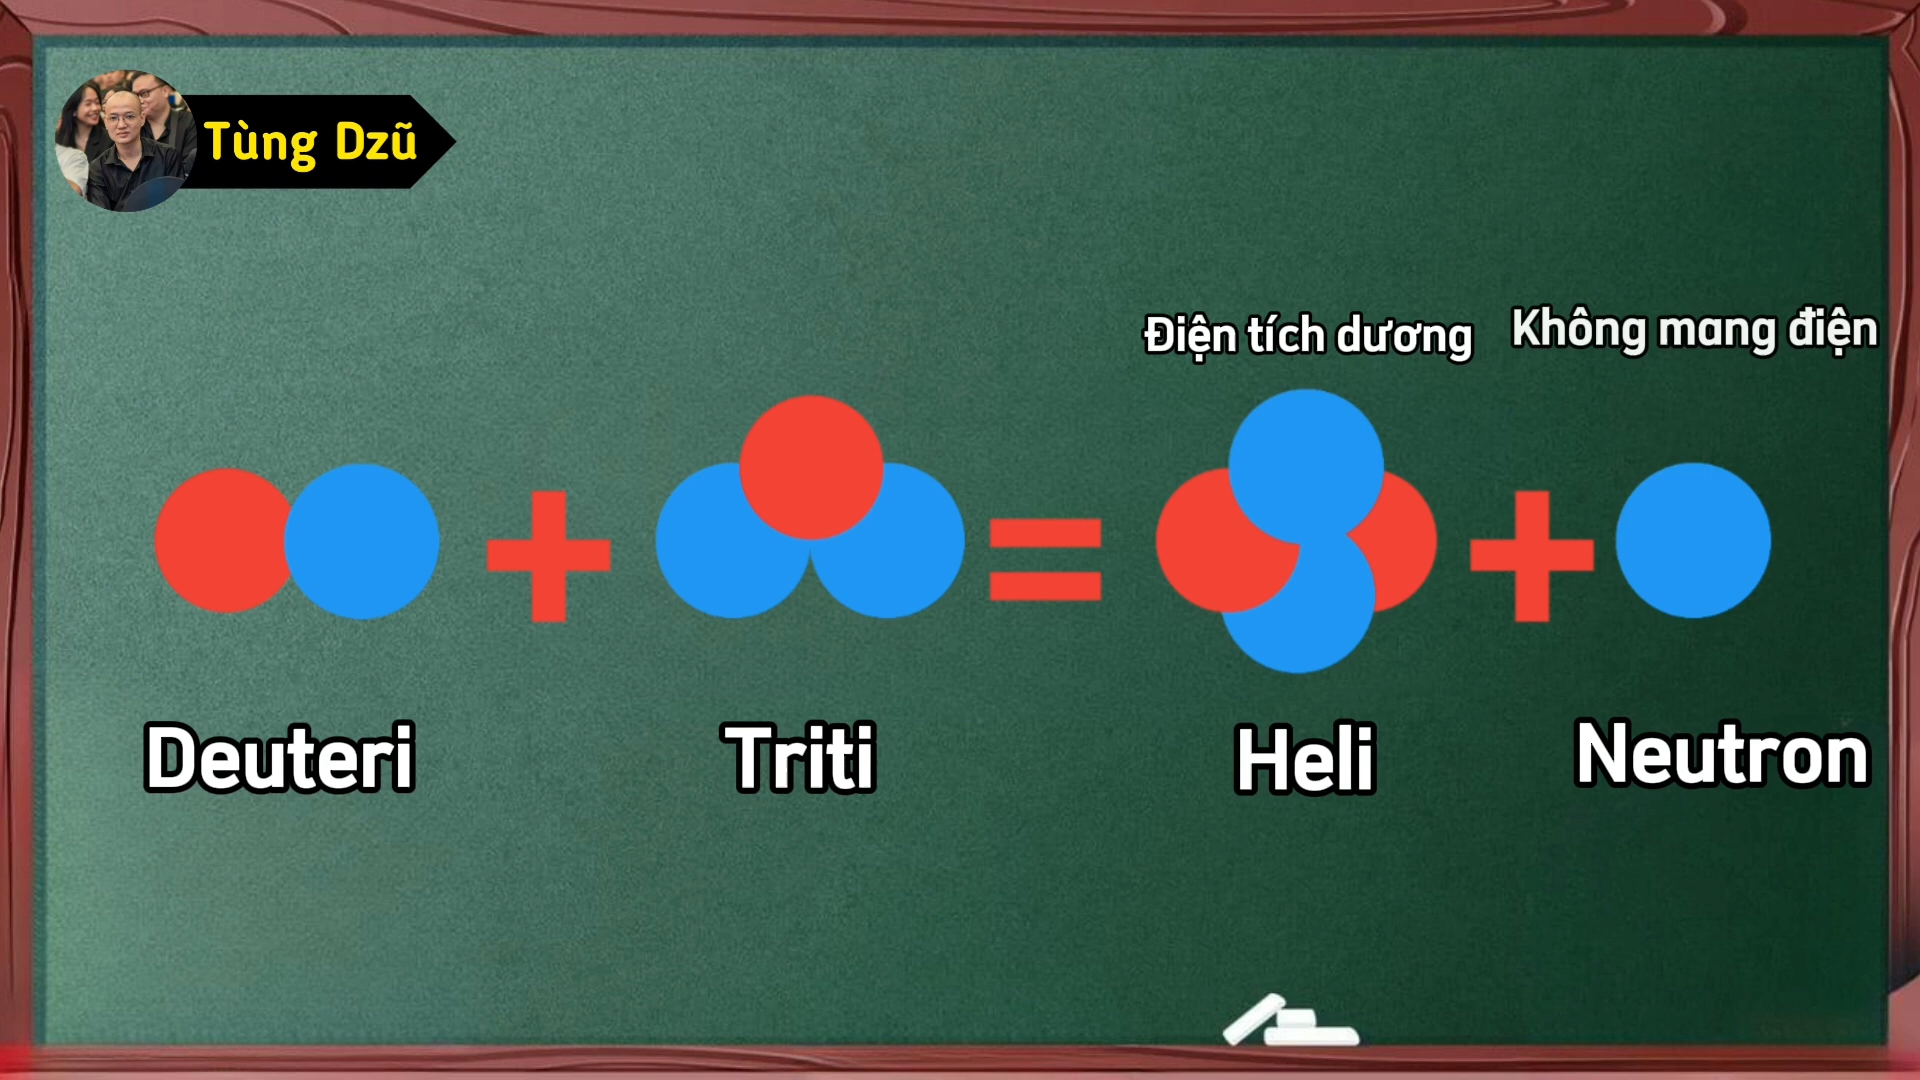 Tùng Dzũ
Điện tích dương
Không mang điện
Deuteri
Triti
Heli
Neutron